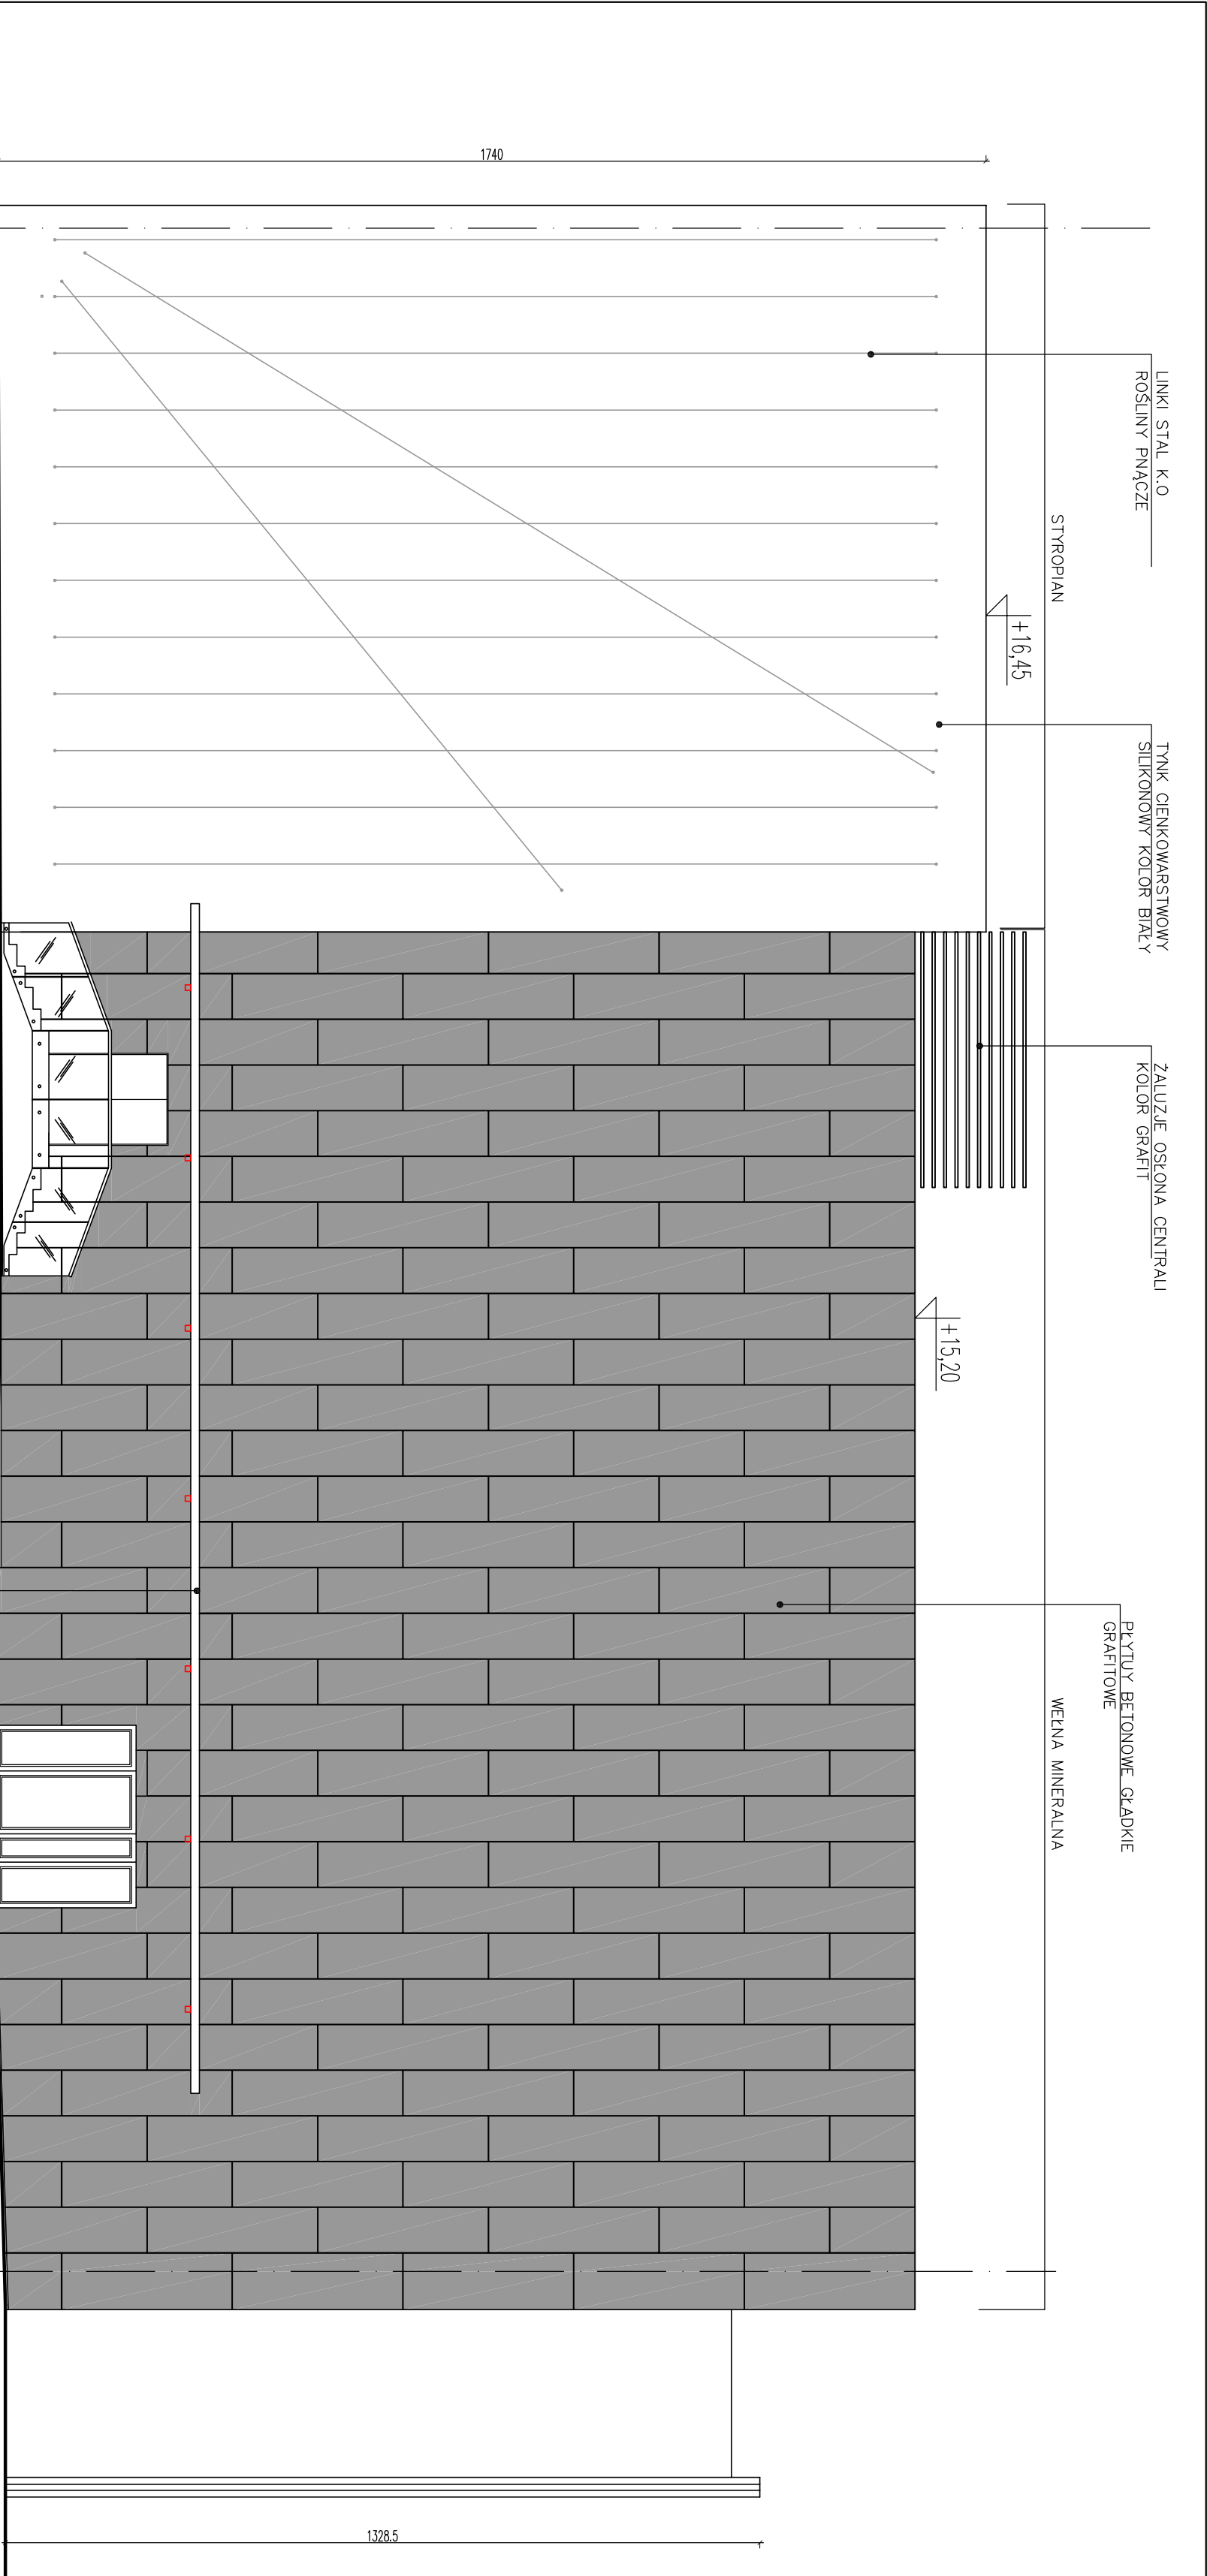 LINKI STAL K.O
ROŚLINY PNĄCZE
TYNK CIENKOWARSTWOWY
SILIKONOWY KOLOR BIAŁY
ŻALUZJE OSŁONA CENTRALI
KOLOR GRAFIT
PŁYTUY BETONOWE GŁADKIE
GRAFITOWE
STYROPIAN
WEŁNA MINERALNA
+16,45
+15,20
1740
1328.5